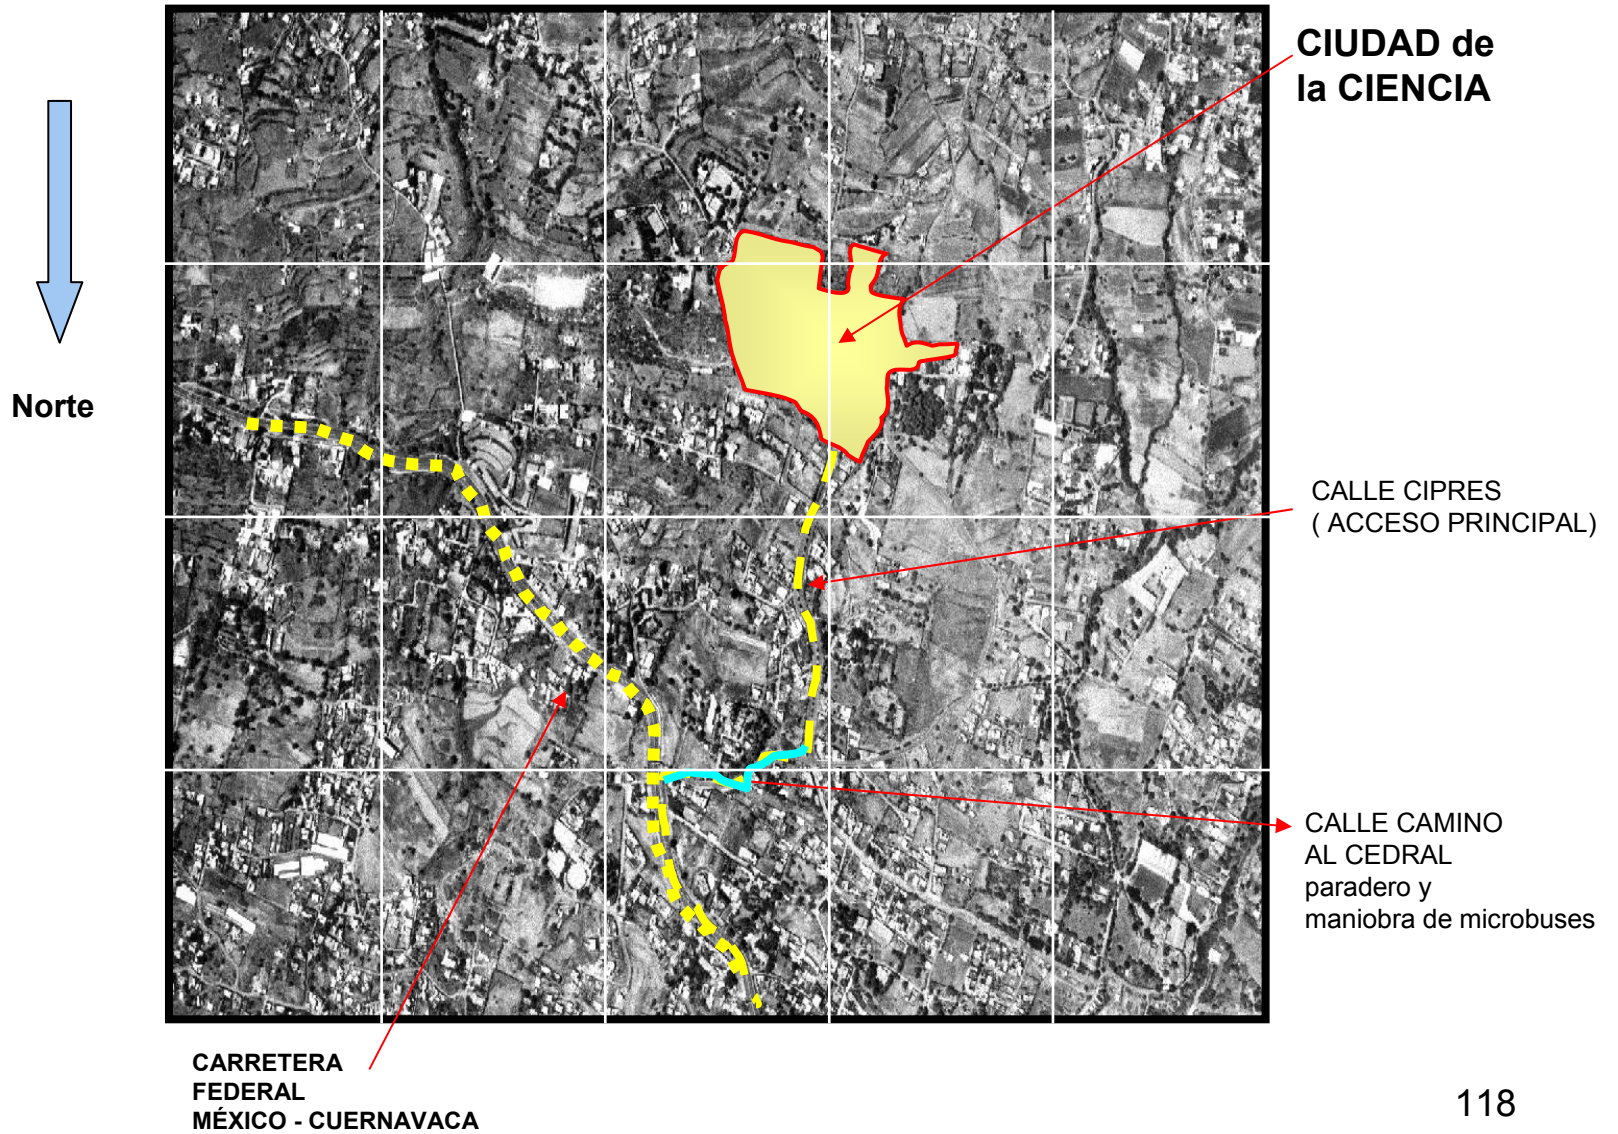 CIUDAD de
la CIENCIA
Norte
CALLE CIPRES
( ACCESO PRINCIPAL)
CALLE CAMINO
AL CEDRAL
paradero y
maniobra de microbuses
CARRETERA
FEDERAL
MÉXICO - CUERNAVACA
118